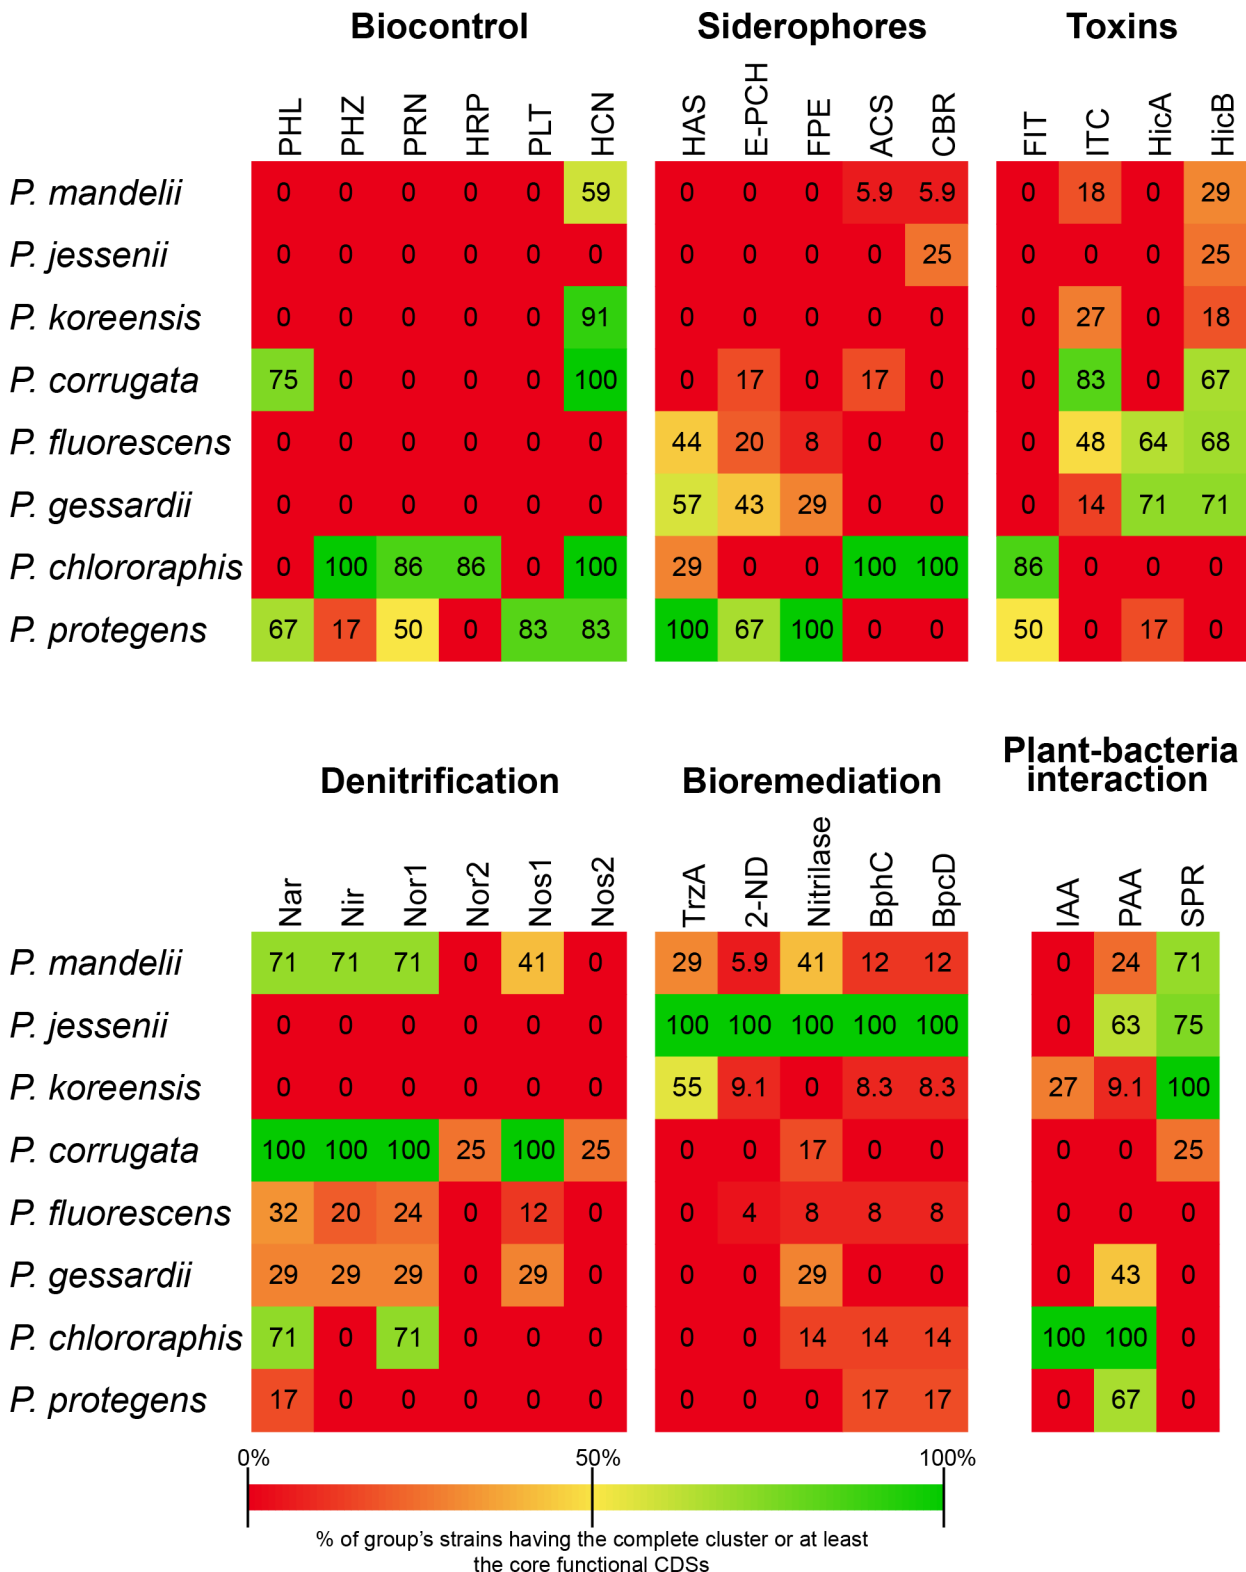 Biocontrol Siderophores Toxins
PHL PHZ PRN HRP PLT HCN HAS E-PCH FPE ACS CBR FIT ITC HicA HicB
P. mandelii 0 0 0 0 0 59 0 0 0 5.9 5.9 0 18 0 29
P. jessenii 0 0 0 0 0 0 0 0 0 0 25 0 0 0 25
P. koreensis 0 0 0 0 0 91 0 0 0 0 0 0 27 0 18
P. corrugata 75 0 0 0 0 100 0 17 0 17 0 0 83 0 67
P. fluorescens 0 0 0 0 0 0 44 20 8 0 0 0 48 64 68
P. gessardii 0 0 0 0 0 0 57 43 29 0 0 0 14 71 71
P. chlororaphis 0 100 86 86 0 100 29 0 0 100 100 86 0 0 0
P. protegens 67 17 50 0 83 83 100 67 100 0 0 50 0 17 0
Denitrification Bioremediation Plant-bacteria
interaction
Nar Nir Nor1 Nor2 Nos1 Nos2 TrzA 2-ND Nitrilase BphC BpcD IAA PAA SPR
P. mandelii 71 71 71 0 41 0 29 5.9 41 12 12 0 24 71
P. jessenii 0 0 0 0 0 0 100 100 100 100 100 0 63 75
P. koreensis 0 0 0 0 0 0 55 9.1 0 8.3 8.3 27 9.1 100
P. corrugata 100 100 100 25 100 25 0 0 17 0 0 0 0 25
P. fluorescens 32 20 24 0 12 0 0 4 8 8 8 0 0 0
P. gessardii 29 29 29 0 29 0 0 0 29 0 0 0 43 0
P. chlororaphis 71 0 71 0 0 0 0 0 14 14 14 100 100 0
P. protegens 17 0 0 0 0 0 0 0 0 17 17 0 67 0
0% 50% 100%
% of group's strains having the complete cluster or at least
the core functional CDSs